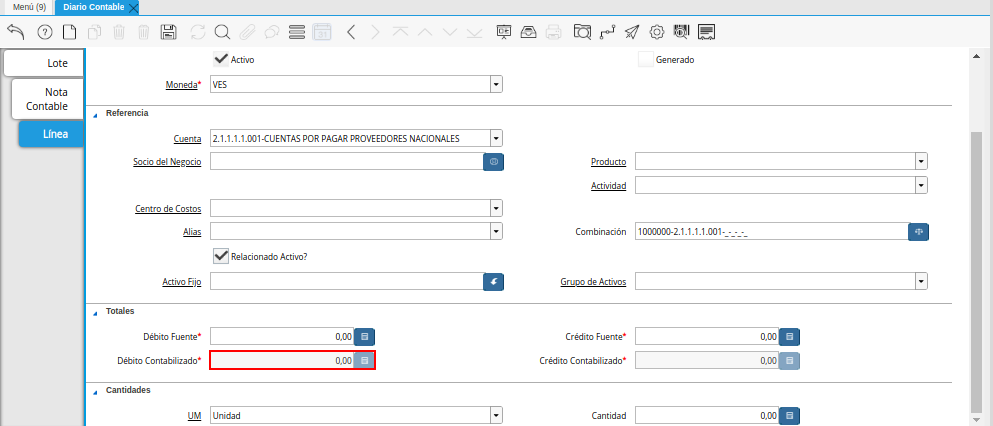 Menú (9) Diario Contable
Lote
Nota
Contable
Línea
Activo Generado
Moneda* VES
Referencia
Cuenta 2.1.1.1.1.001-CUENTAS POR PAGAR PROVEEDORES NACIONALES
Socio del Negocio Producto
Actividad
Centro de Costos
Alias Combinación 1000000-2.1.1.1.1.001-_-_-_-_
Relacionado Activo?
Activo Fijo Grupo de Activos
Totales
Débito Fuente* 0,00 Crédito Fuente* 0,00
Débito Contabilizado* 0,00 Crédito Contabilizado* 0,00
Cantidades
UM Unidad Cantidad 0,00